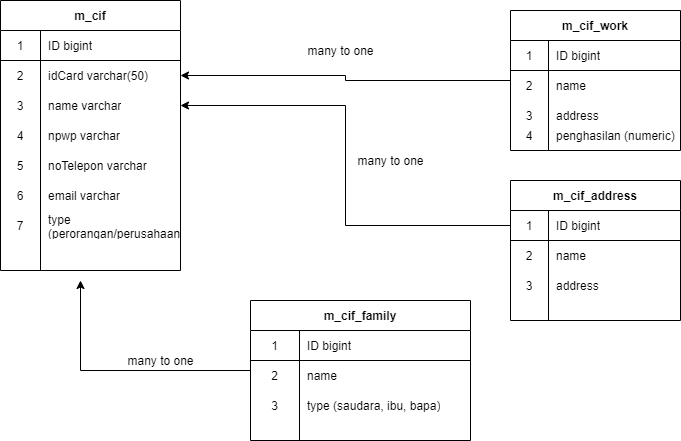 m_cif
1 ID bigint
2 idCard varchar(50)
3 name varchar
4 npwp varchar
5 noTelepon varchar
6 email varchar
7 type
(perorangan/perusahaan
many to one
m_cif_work
1 ID bigint
2 name
3 address
4 penghasilan (numeric)
many to one
m_cif_address
1 ID bigint
2 name
3 address
many to one
m_cif_family
1 ID bigint
2 name
3 type (saudara, ibu, bapa)